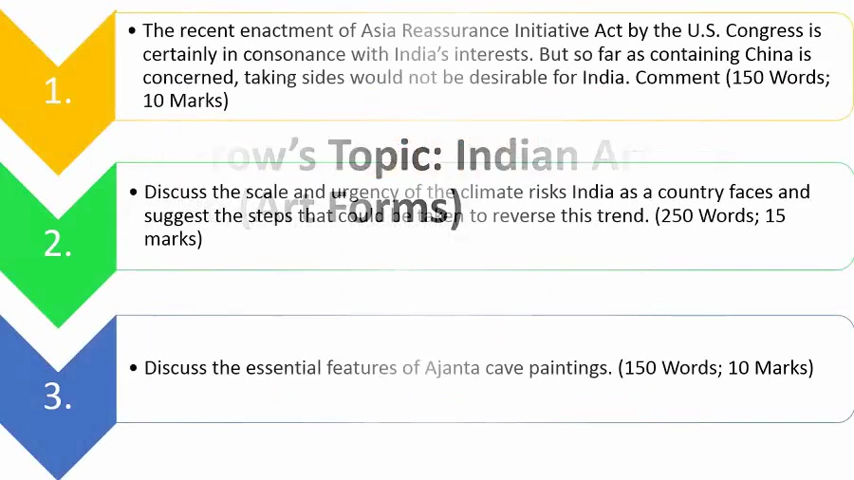 1.
• The recent enactment of Asia Reassurance Initiative Act by the U.S. Congress is
certainly in consonance with India's interests. But so far as containing China is
concerned, taking sides would not be desirable for India. Comment (150 Words;
10 Marks)
Topic: Indian
(Art Forms)
2.
• Discuss the scale and urgency of the climate risks India as a country faces and
suggest the steps that could be taken to reverse this trend. (250 Words; 15
marks)
3.
• Discuss the essential features of Ajanta cave paintings. (150 Words; 10 Marks)